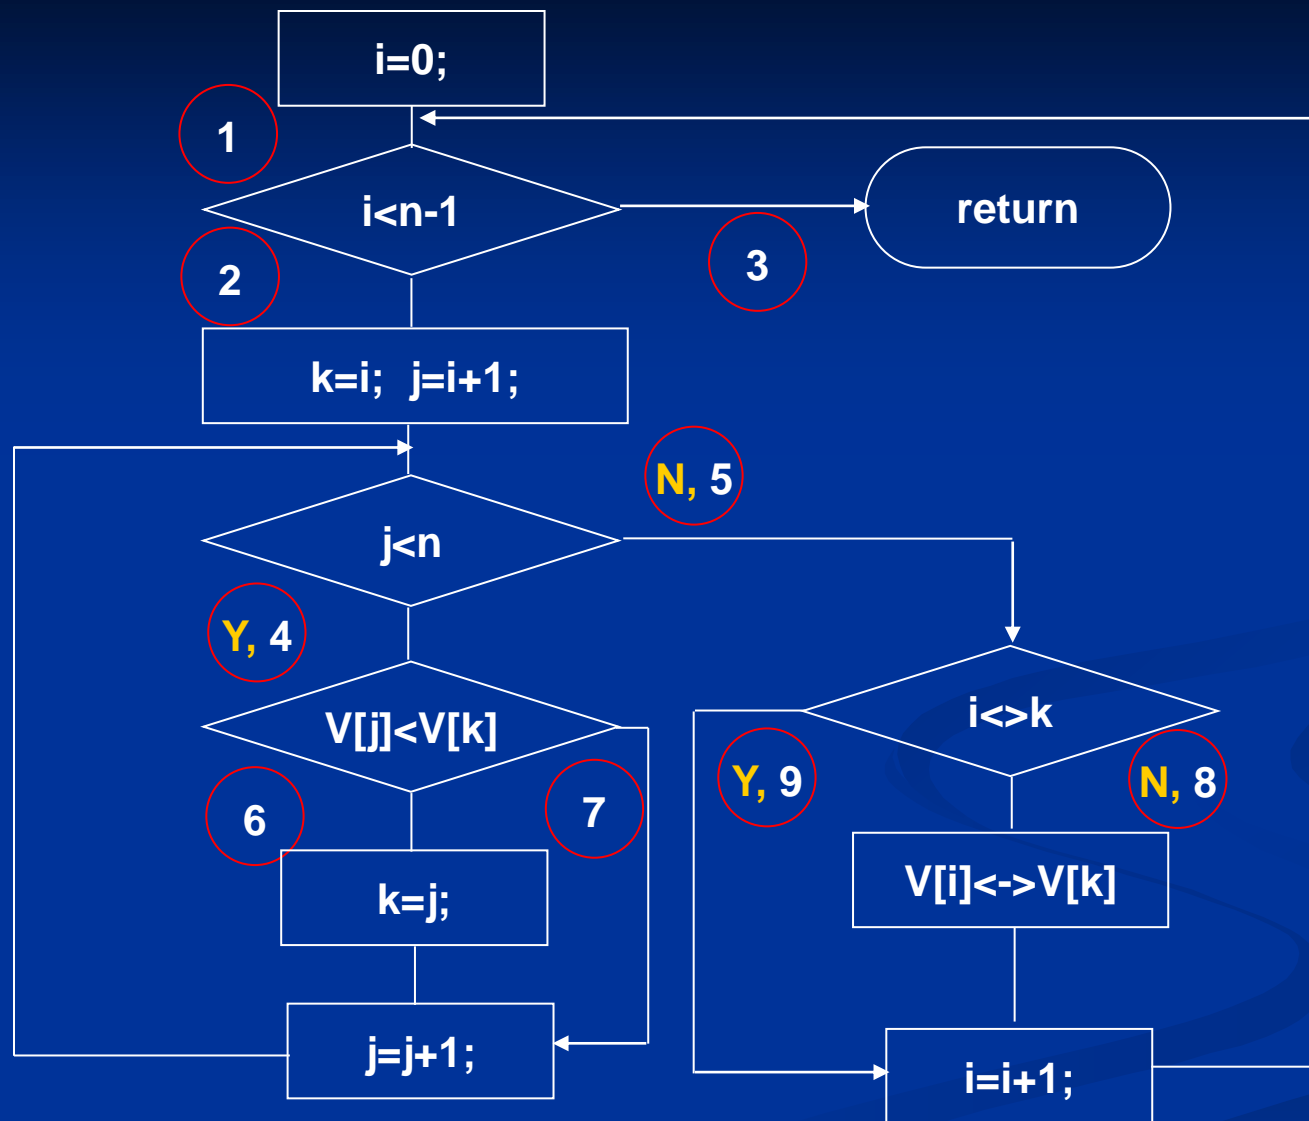 i=0;
1
i<n-1
return
2
3
k=i; j=i+1;
N, 5
j<n
Y, 4
V[j]<V[k]
i<>k
6
7
Y, 9
N, 8
k=j;
V[i]<->V[k]
j=j+1;
i=i+1;